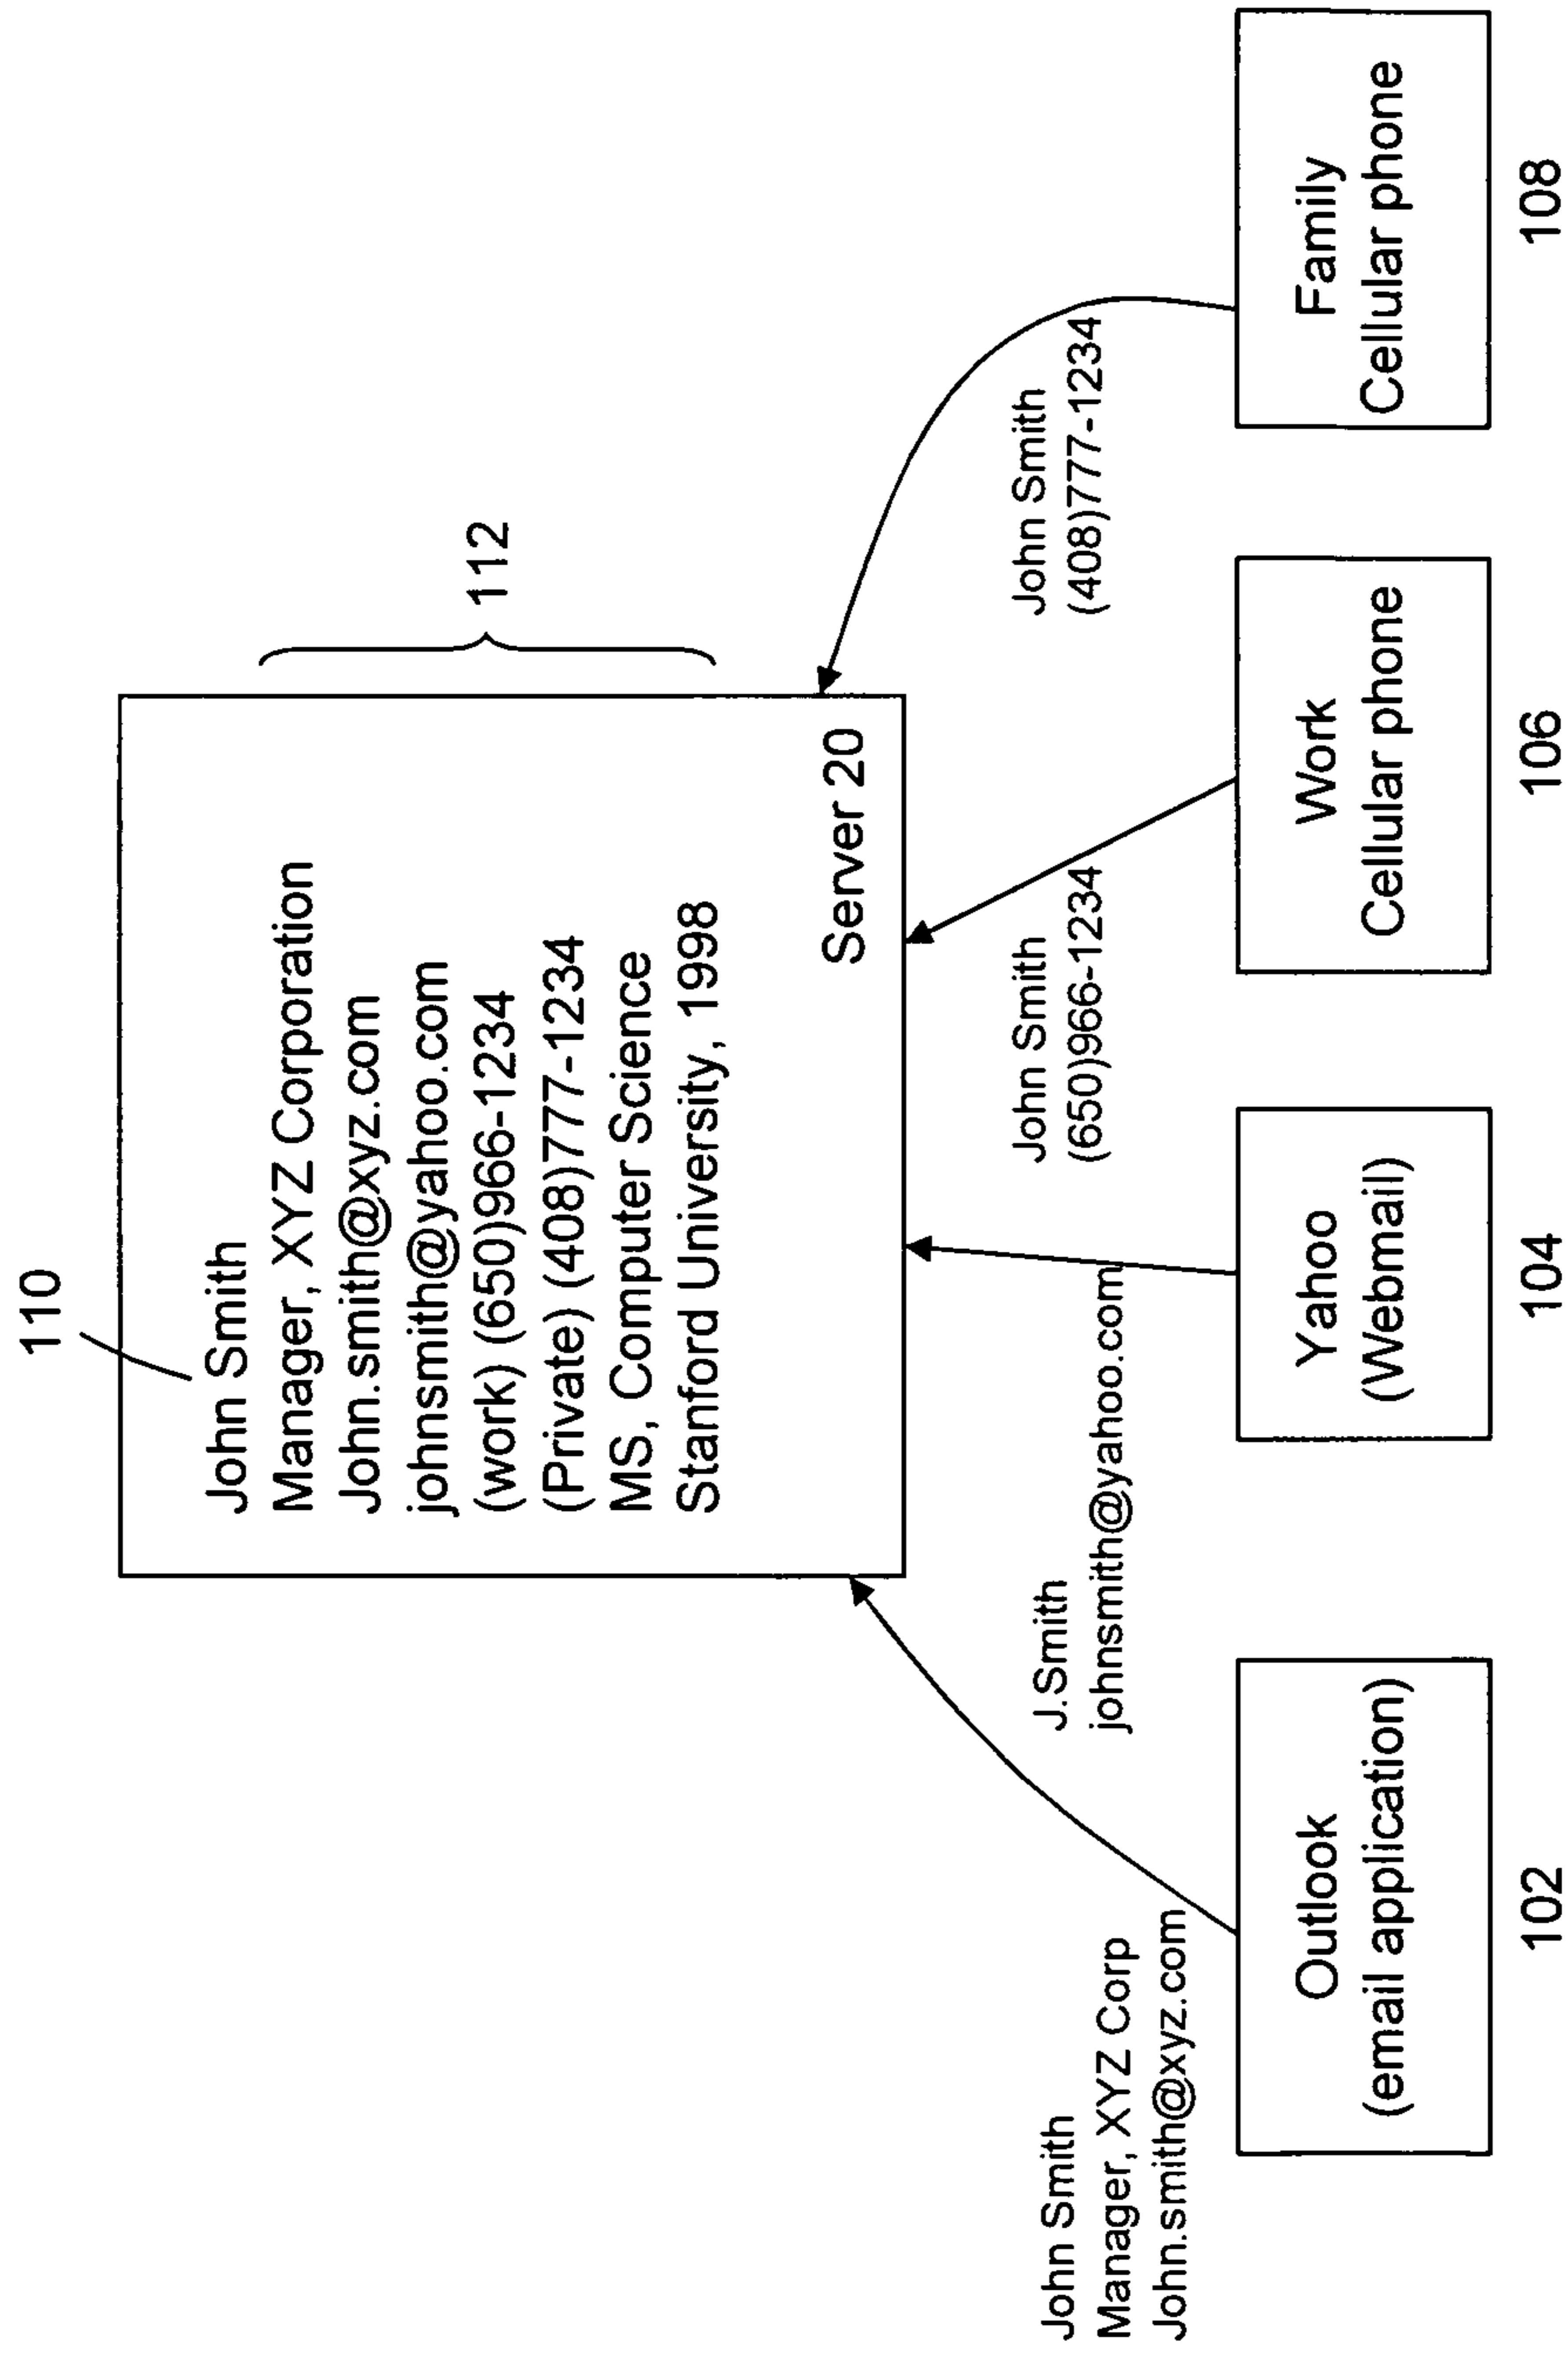 110
John Smith
Manager, XYZ Corporation
John.smith@xyz.com
johnsmith@yahoo.com
(work) (650)966-1234
(Private) (408)777-1234
MS, Computer Science
Stanford University, 1998
Server 20
112
John Smith
Manager, XYZ Corp
John.smith@xyz.com
J.Smith
johnsmith@yahoo.com
John Smith
(650)966-1234
John Smith
(408)777-1234
Outlook
(email application)
102
Yahoo
(Webmail)
104
Work
Cellular phone
106
Family
Cellular phone
108